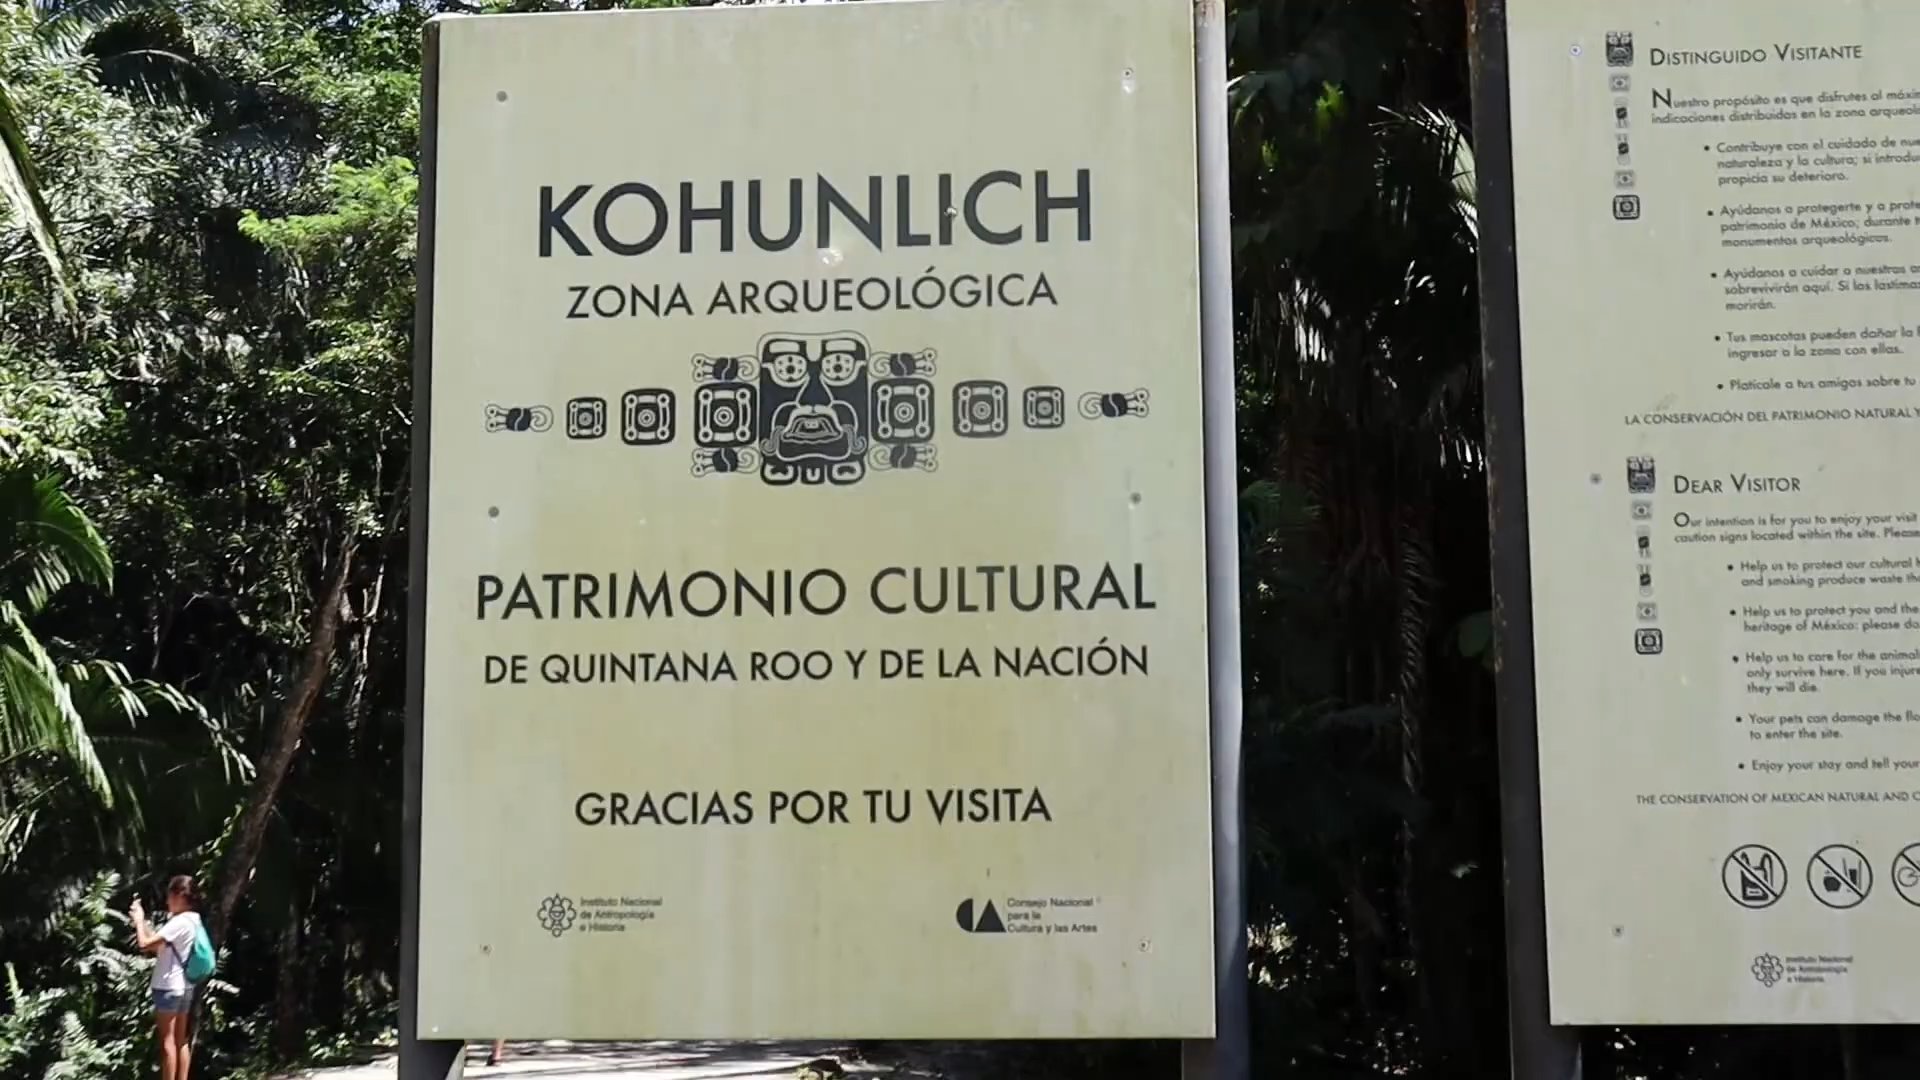 KOHUNLICH
ZONA ARQUEOLÓGICA
PATRIMONIO CULTURAL
DE QUINTANA ROO Y DE LA NACIÓN
GRACIAS POR TU VISITA
Instituto Nacional
de Antropología
e Historia
Consejo Nacional
para la
Cultura y las Artes
DISTINGUIDO VISITANTE
Nuestro propósito es que disfrutes al
indicaciones distribuidas en la zona
• Contribuye con el cuidado de
naturaleza y la cultura; si
propicia su deterioro.
• Ayúdanos a protegerte y a
patrimonio de México; durante
monumentos arqueológicos.
• Ayúdanos a cuidar a nuestros
sobrevivirán aquí. Si los
morirán.
• Tus mascotas pueden dañar la
ingresar a la zona con ellas.
• Platícale a tus amigos sobre tu
LA CONSERVACIÓN DEL PATRIMONIO NATURAL Y
DEAR VISITOR
Our intention is for you to enjoy your visit
caution signs located within the site. Please
• Help us to protect our cultural
and smoking produce waste
• Help us to protect you and the
heritage of México: please
• Help us to care for the
only survive here. If you
they will die.
• Your pets can damage the
to enter the site.
• Enjoy your stay and tell your
THE CONSERVATION OF MEXICAN NATURAL AND
Instituto Nacional
de Antropología
e Historia